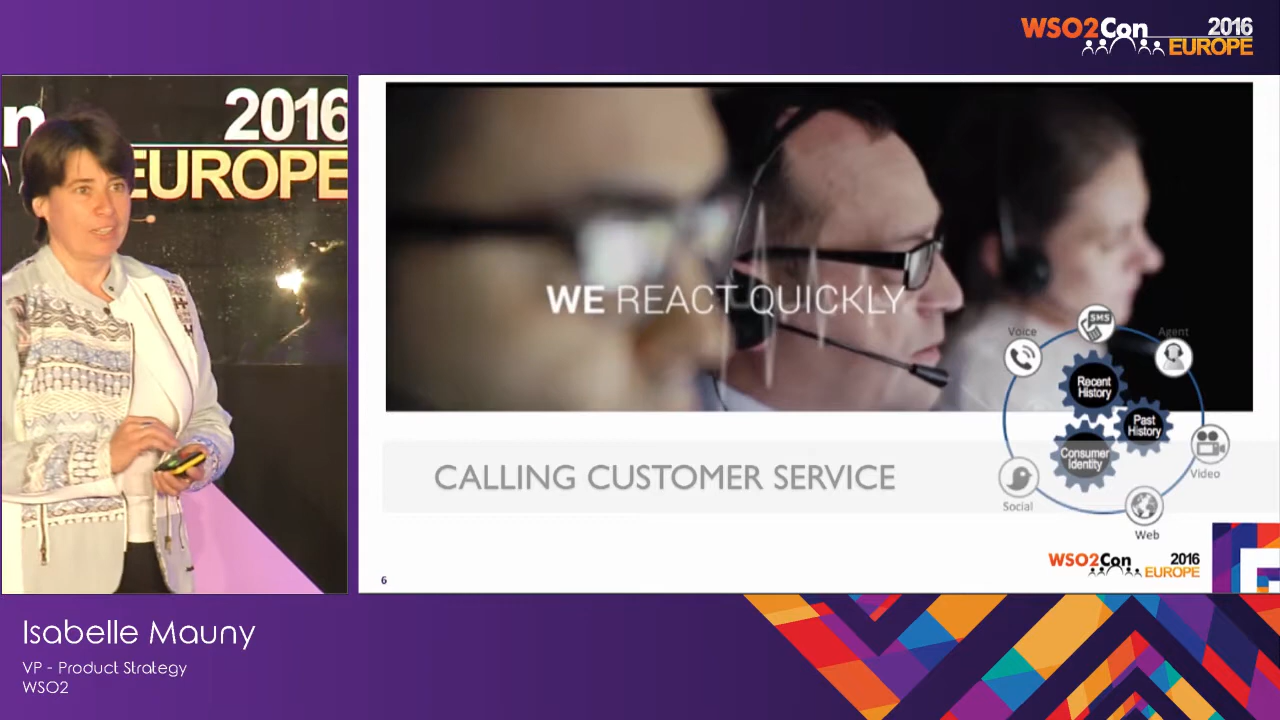 WSO2Con 2016
EUROPE
n 2016
EUROPE
WE REACT QUICKLY
SMS
Voice
Agent
Recent
History
Past
History
Consumer
Identity
Video
Social
Web
CALLING CUSTOMER SERVICE
WSO2Con 2016
EUROPE
6
Isabelle Mauny
VP - Product Strategy
WSO2